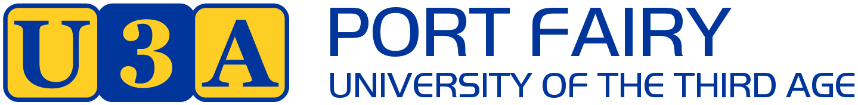 U3A
PORT FAIRY
UNIVERSITY OF THE THIRD AGE